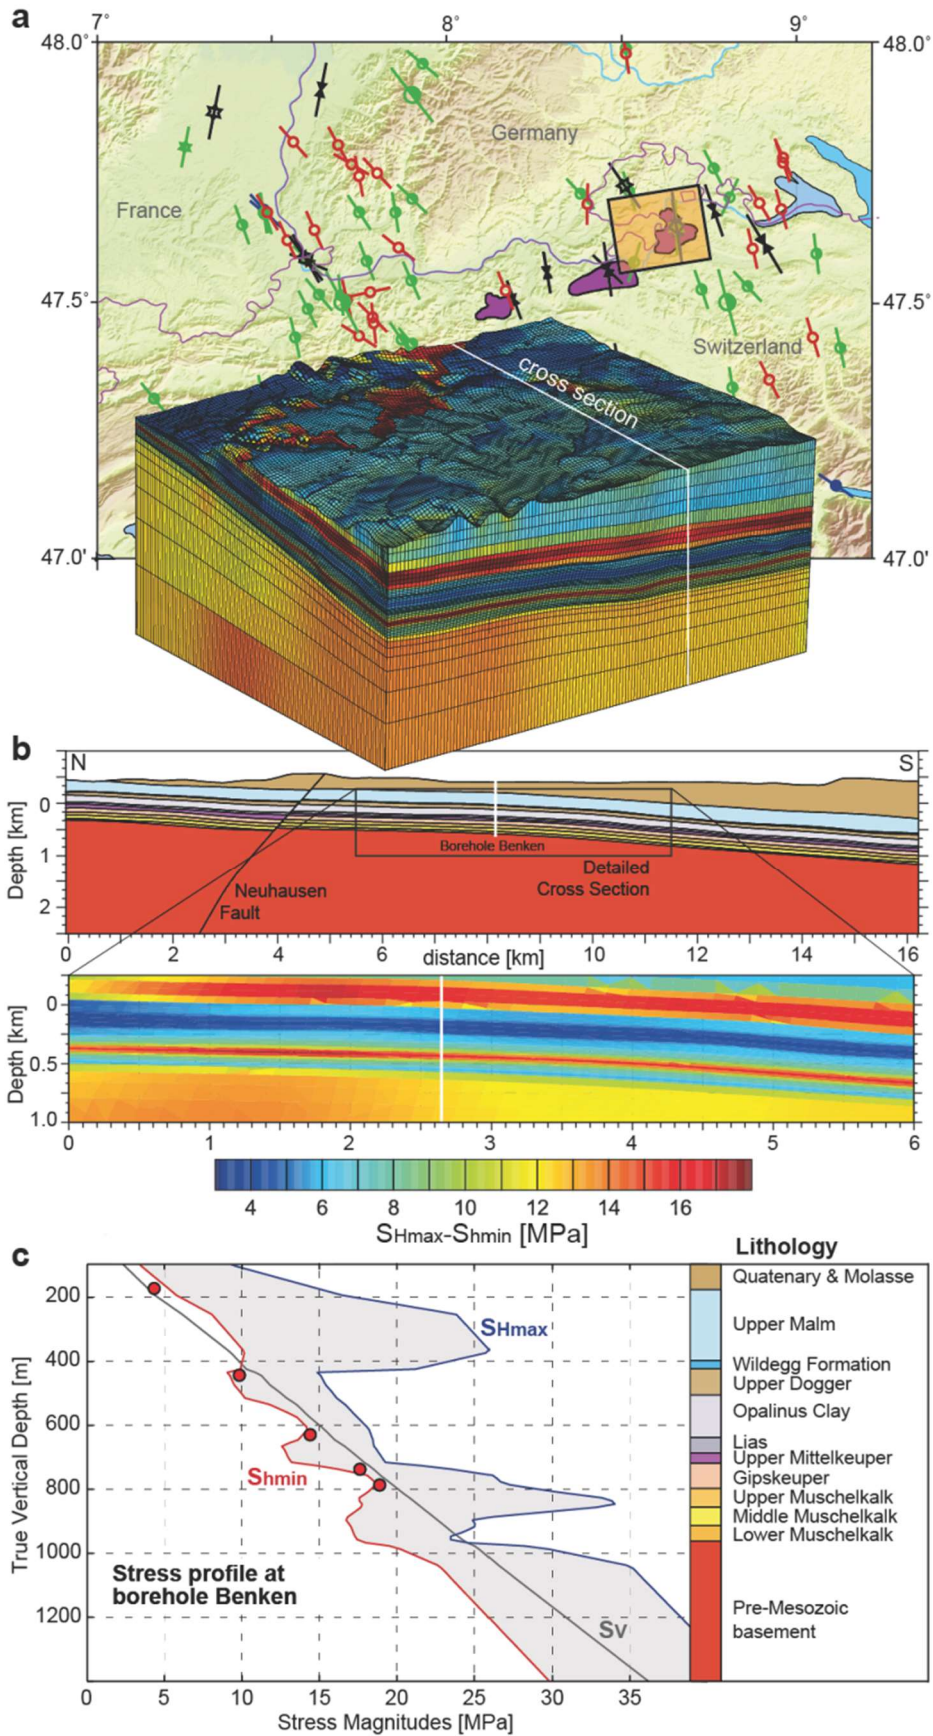 a
7°
8°
9°
48.0°
48.0°
Germany
France
47.5°
47.5°
Switzerland
cross section
47.0'
47.0'
b
N
S
Depth [km]
0
1
2
Borehole Benken
Detailed
Cross Section
Neuhausen
Fault
0 2 4 6 10 12 14 16
distance [km]
Depth [km]
0
0.5
1.0
0 1 2 3 4 5 6
4 6 8 10 12 14 16
SHmax-Shmin [MPa]
c
Lithology
True Vertical Depth [m]
200
400
600
800
1000
1200
SHmax
Shmin
Sv
Stress profile at
borehole Benken
0 5 10 15 20 25 30 35
Stress Magnitudes [MPa]
Quatenary & Molasse
Upper Malm
Wildegg Formation
Upper Dogger
Opalinus Clay
Lias
Upper Mittelkeuper
Gipskeuper
Upper Muschelkalk
Middle Muschelkalk
Lower Muschelkalk
Pre-Mesozoic
basement